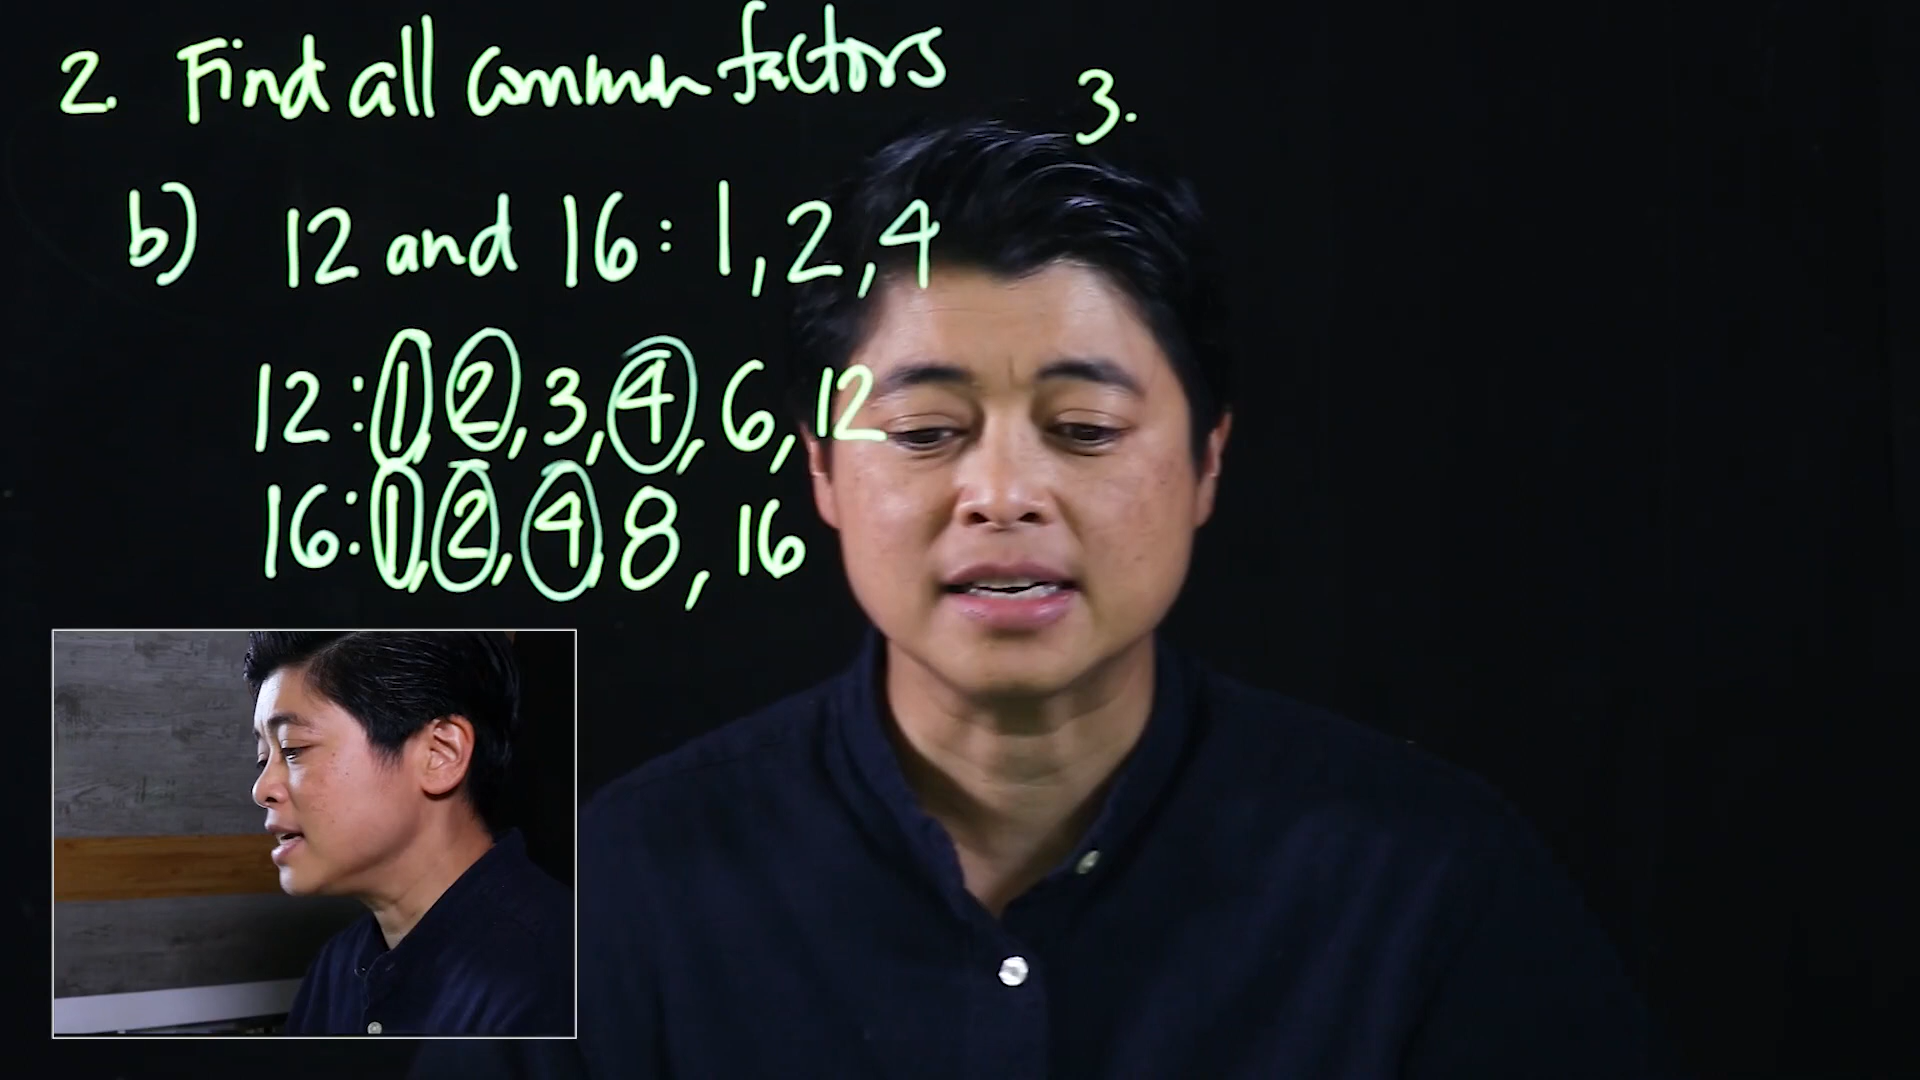 2. Find all common factors
b) 12 and 16: 1, 2, 4
12: 1, 2, 3, 4, 6, 12
16: 1, 2, 4, 8, 16
3.